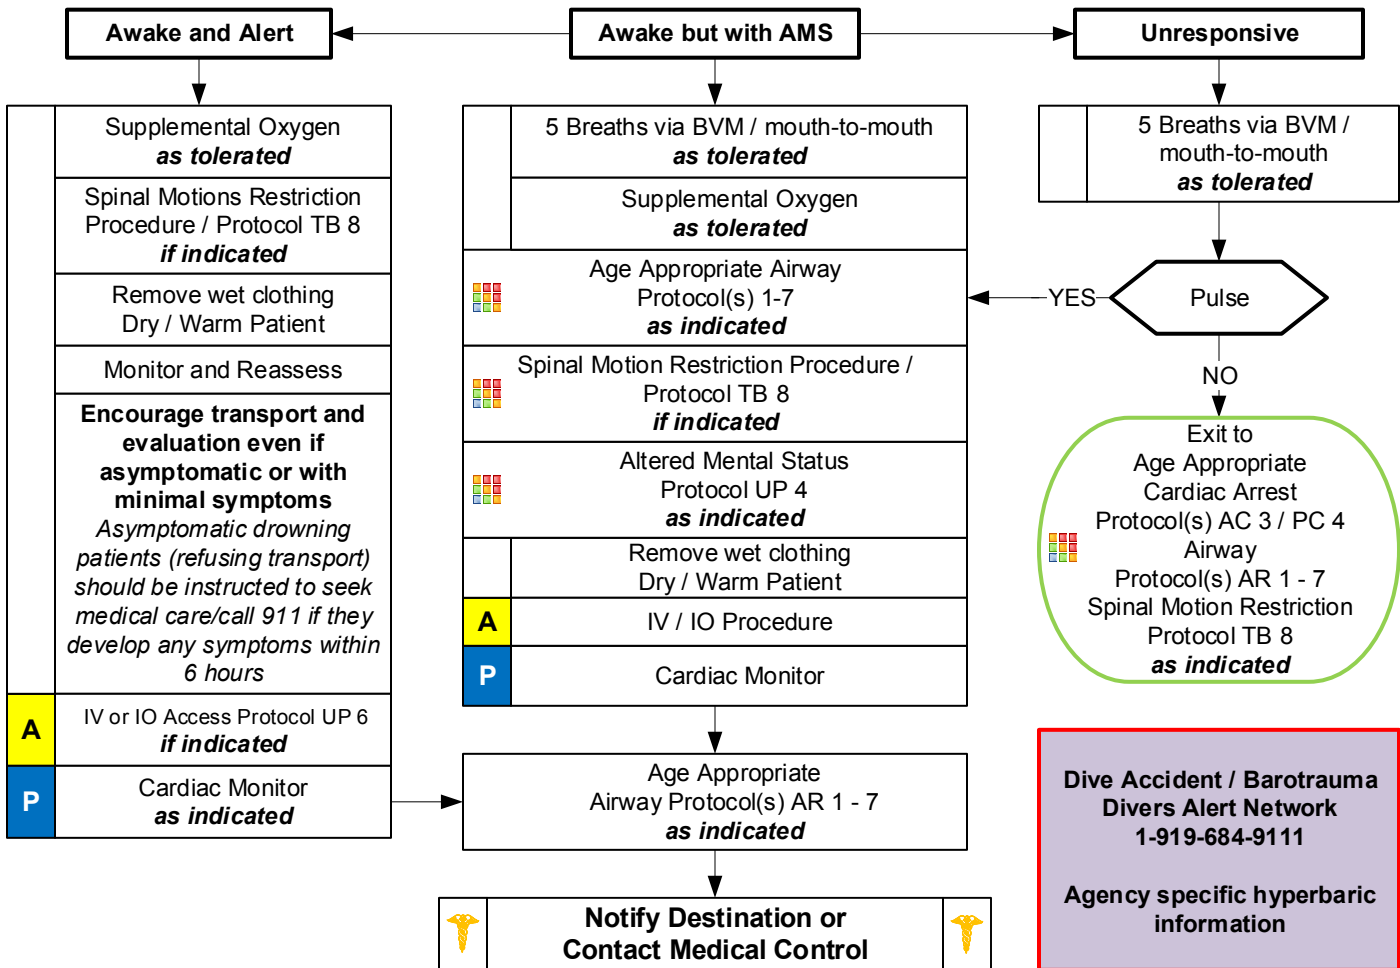 Awake and Alert
Awake but with AMS
Unresponsive
Supplemental Oxygen
as tolerated
Spinal Motions Restriction
Procedure / Protocol TB 8
if indicated
Remove wet clothing
Dry / Warm Patient
Monitor and Reassess
Encourage transport and
evaluation even if
asymptomatic or with
minimal symptoms
Asymptomatic drowning
patients (refusing transport)
should be instructed to seek
medical care/call 911 if they
develop any symptoms within
6 hours
A
IV or IO Access Protocol UP 6
if indicated
P
Cardiac Monitor
as indicated
5 Breaths via BVM / mouth-to-mouth
as tolerated
Supplemental Oxygen
as tolerated
Age Appropriate Airway
Protocol(s) 1-7
as indicated
Spinal Motion Restriction Procedure /
Protocol TB 8
if indicated
Altered Mental Status
Protocol UP 4
as indicated
Remove wet clothing
Dry / Warm Patient
A
IV / IO Procedure
P
Cardiac Monitor
Age Appropriate
Airway Protocol(s) AR 1 - 7
as indicated
Notify Destination or
Contact Medical Control
5 Breaths via BVM /
mouth-to-mouth
as tolerated
Pulse
YES
NO
Exit to
Age Appropriate
Cardiac Arrest
Protocol(s) AC 3 / PC 4
Airway
Protocol(s) AR 1 - 7
Spinal Motion Restriction
Protocol TB 8
as indicated
Dive Accident / Barotrauma
Divers Alert Network
1-919-684-9111
Agency specific hyperbaric
information